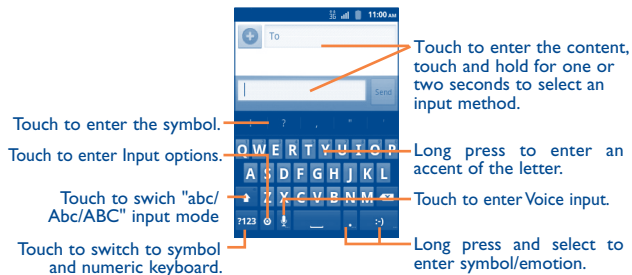 3G 11:00 AM
To
Touch to enter the content,
touch and hold for one or
two seconds to select an
input method.
Send
Touch to enter the symbol.
! ? , " '
Touch to enter Input options.
Q W E R T Y U I O P
Long press to enter an
accent of the letter.
A S D F G H J K L
Touch to swich "abc/
Abc/ABC" input mode
Z X C V B N M
Touch to enter Voice input.
?123 . :-)
Touch to switch to symbol
and numeric keyboard.
Long press and select to
enter symbol/emotion.